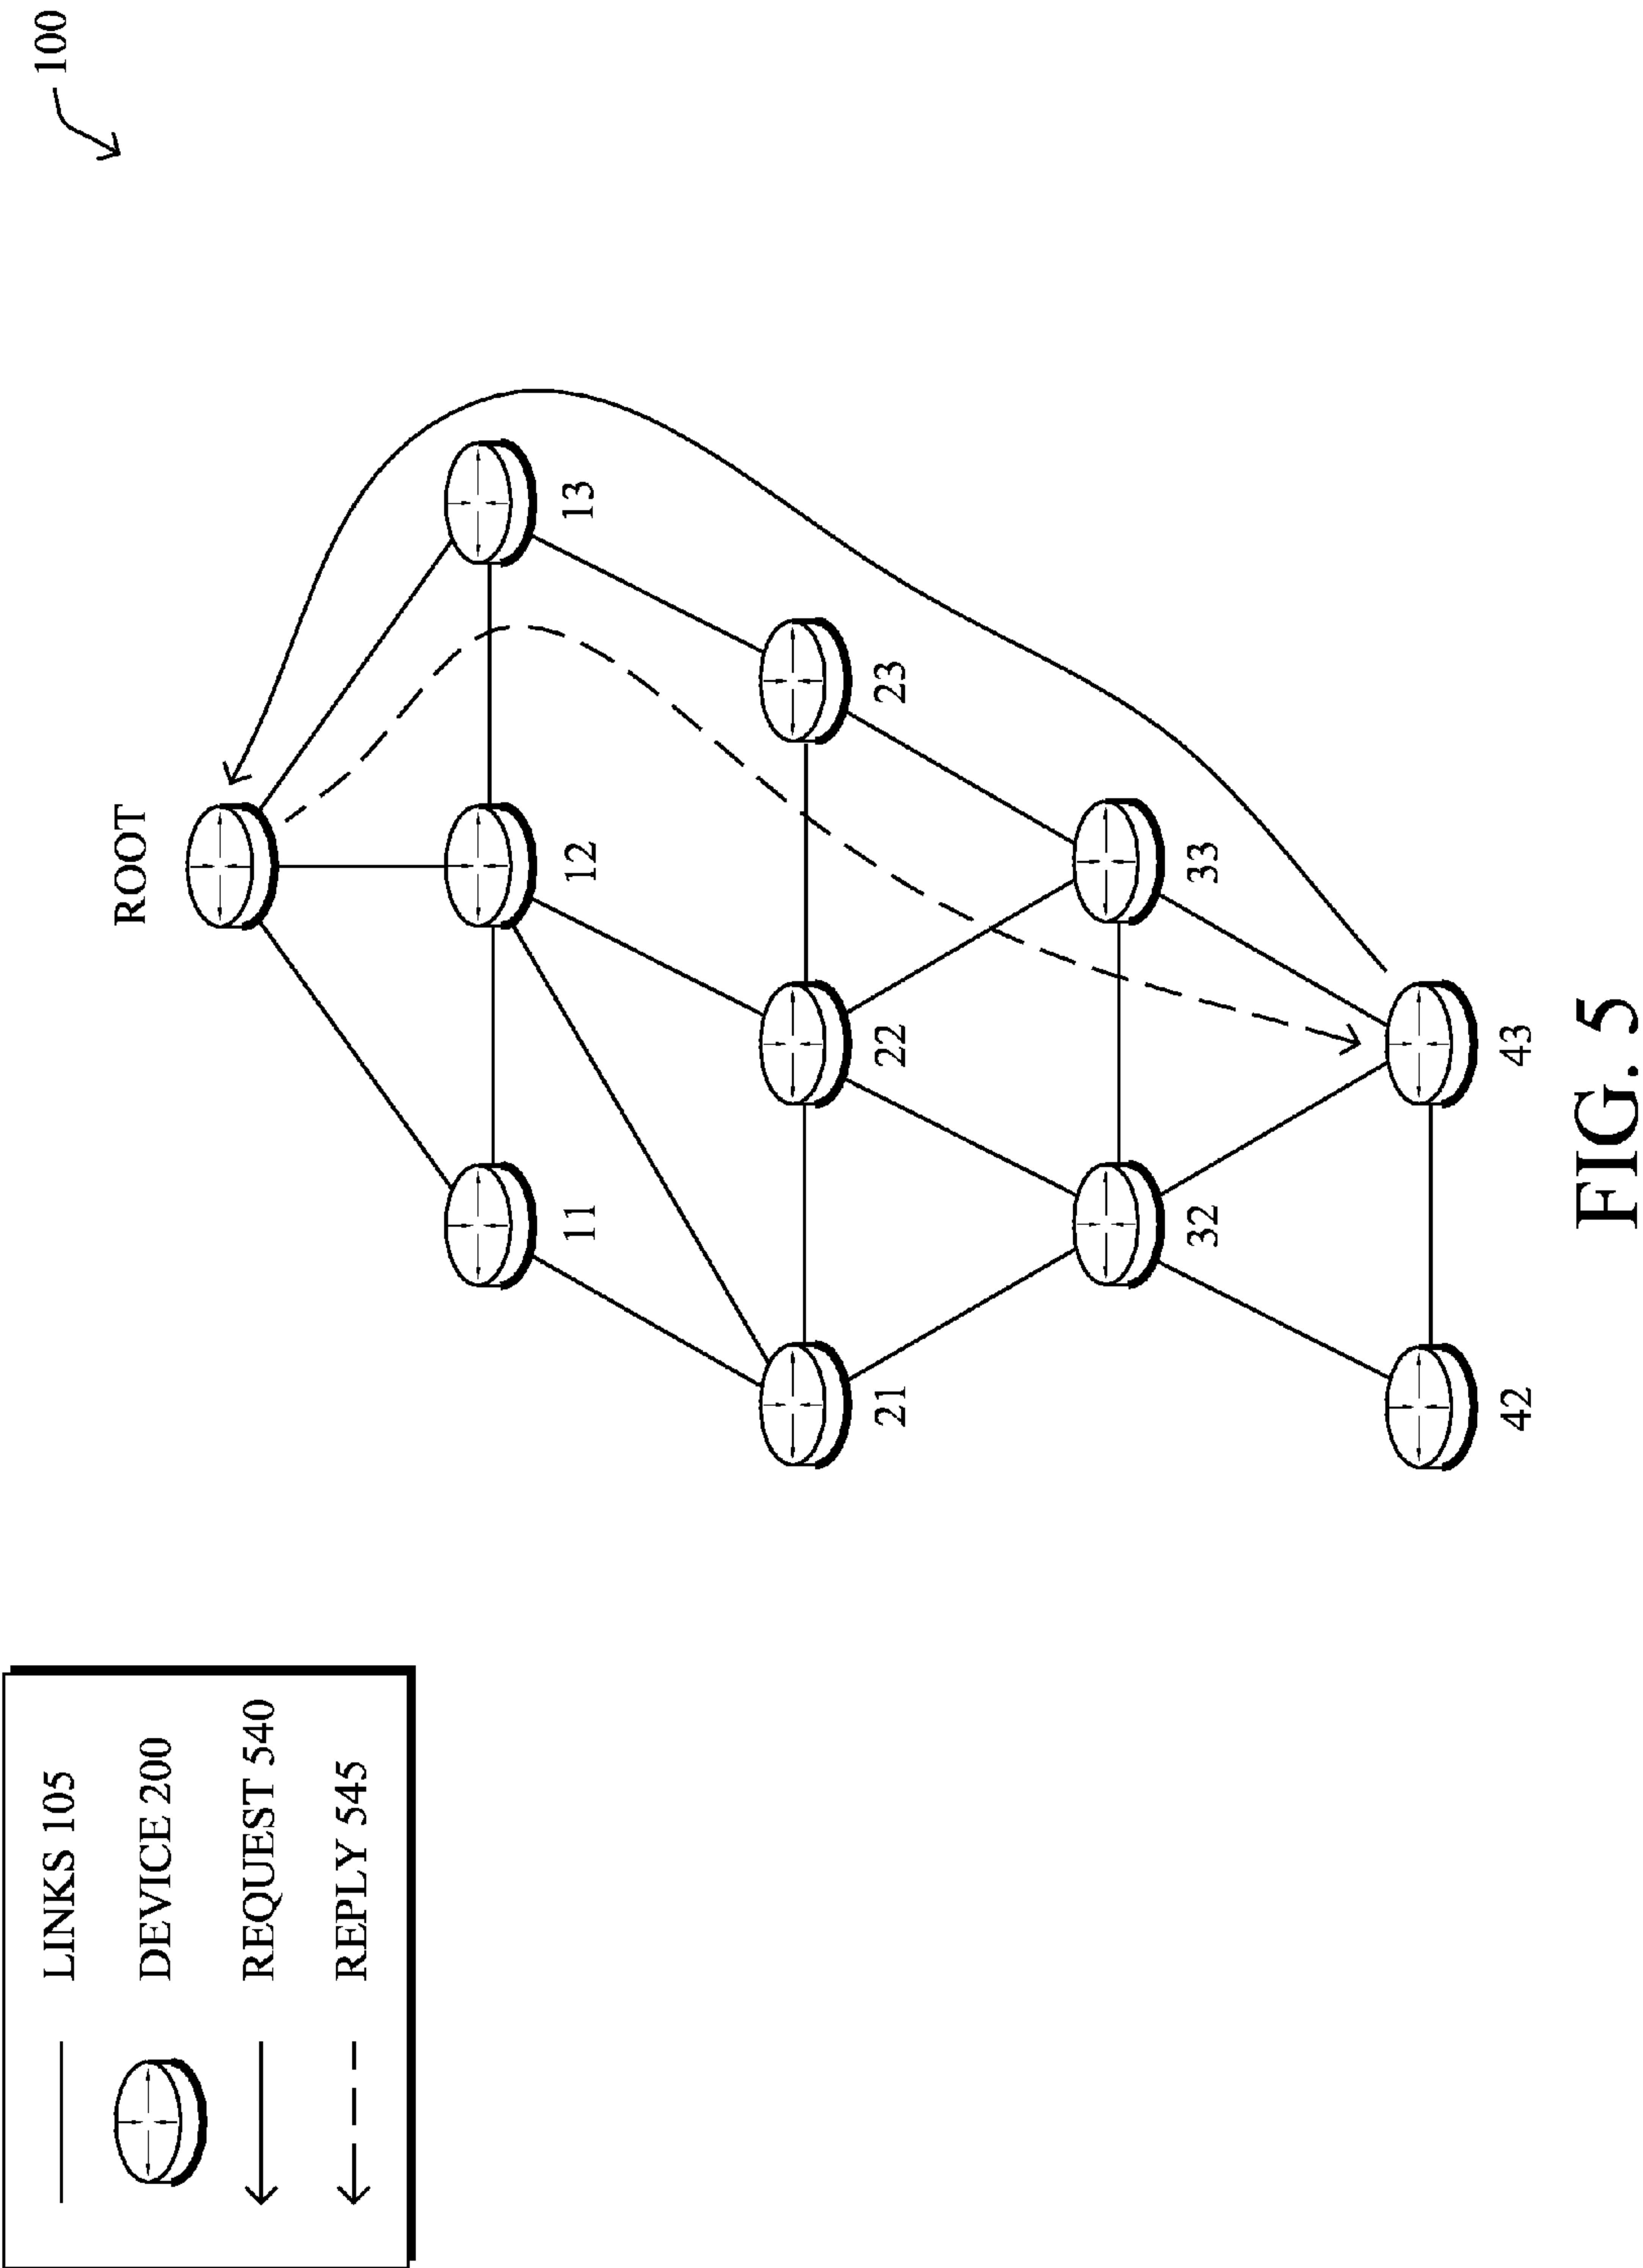 100
ROOT
11
12
13
21
22
23
32
33
42
43
LINKS 105
DEVICE 200
REQUEST 540
REPLY 545
FIG. 5